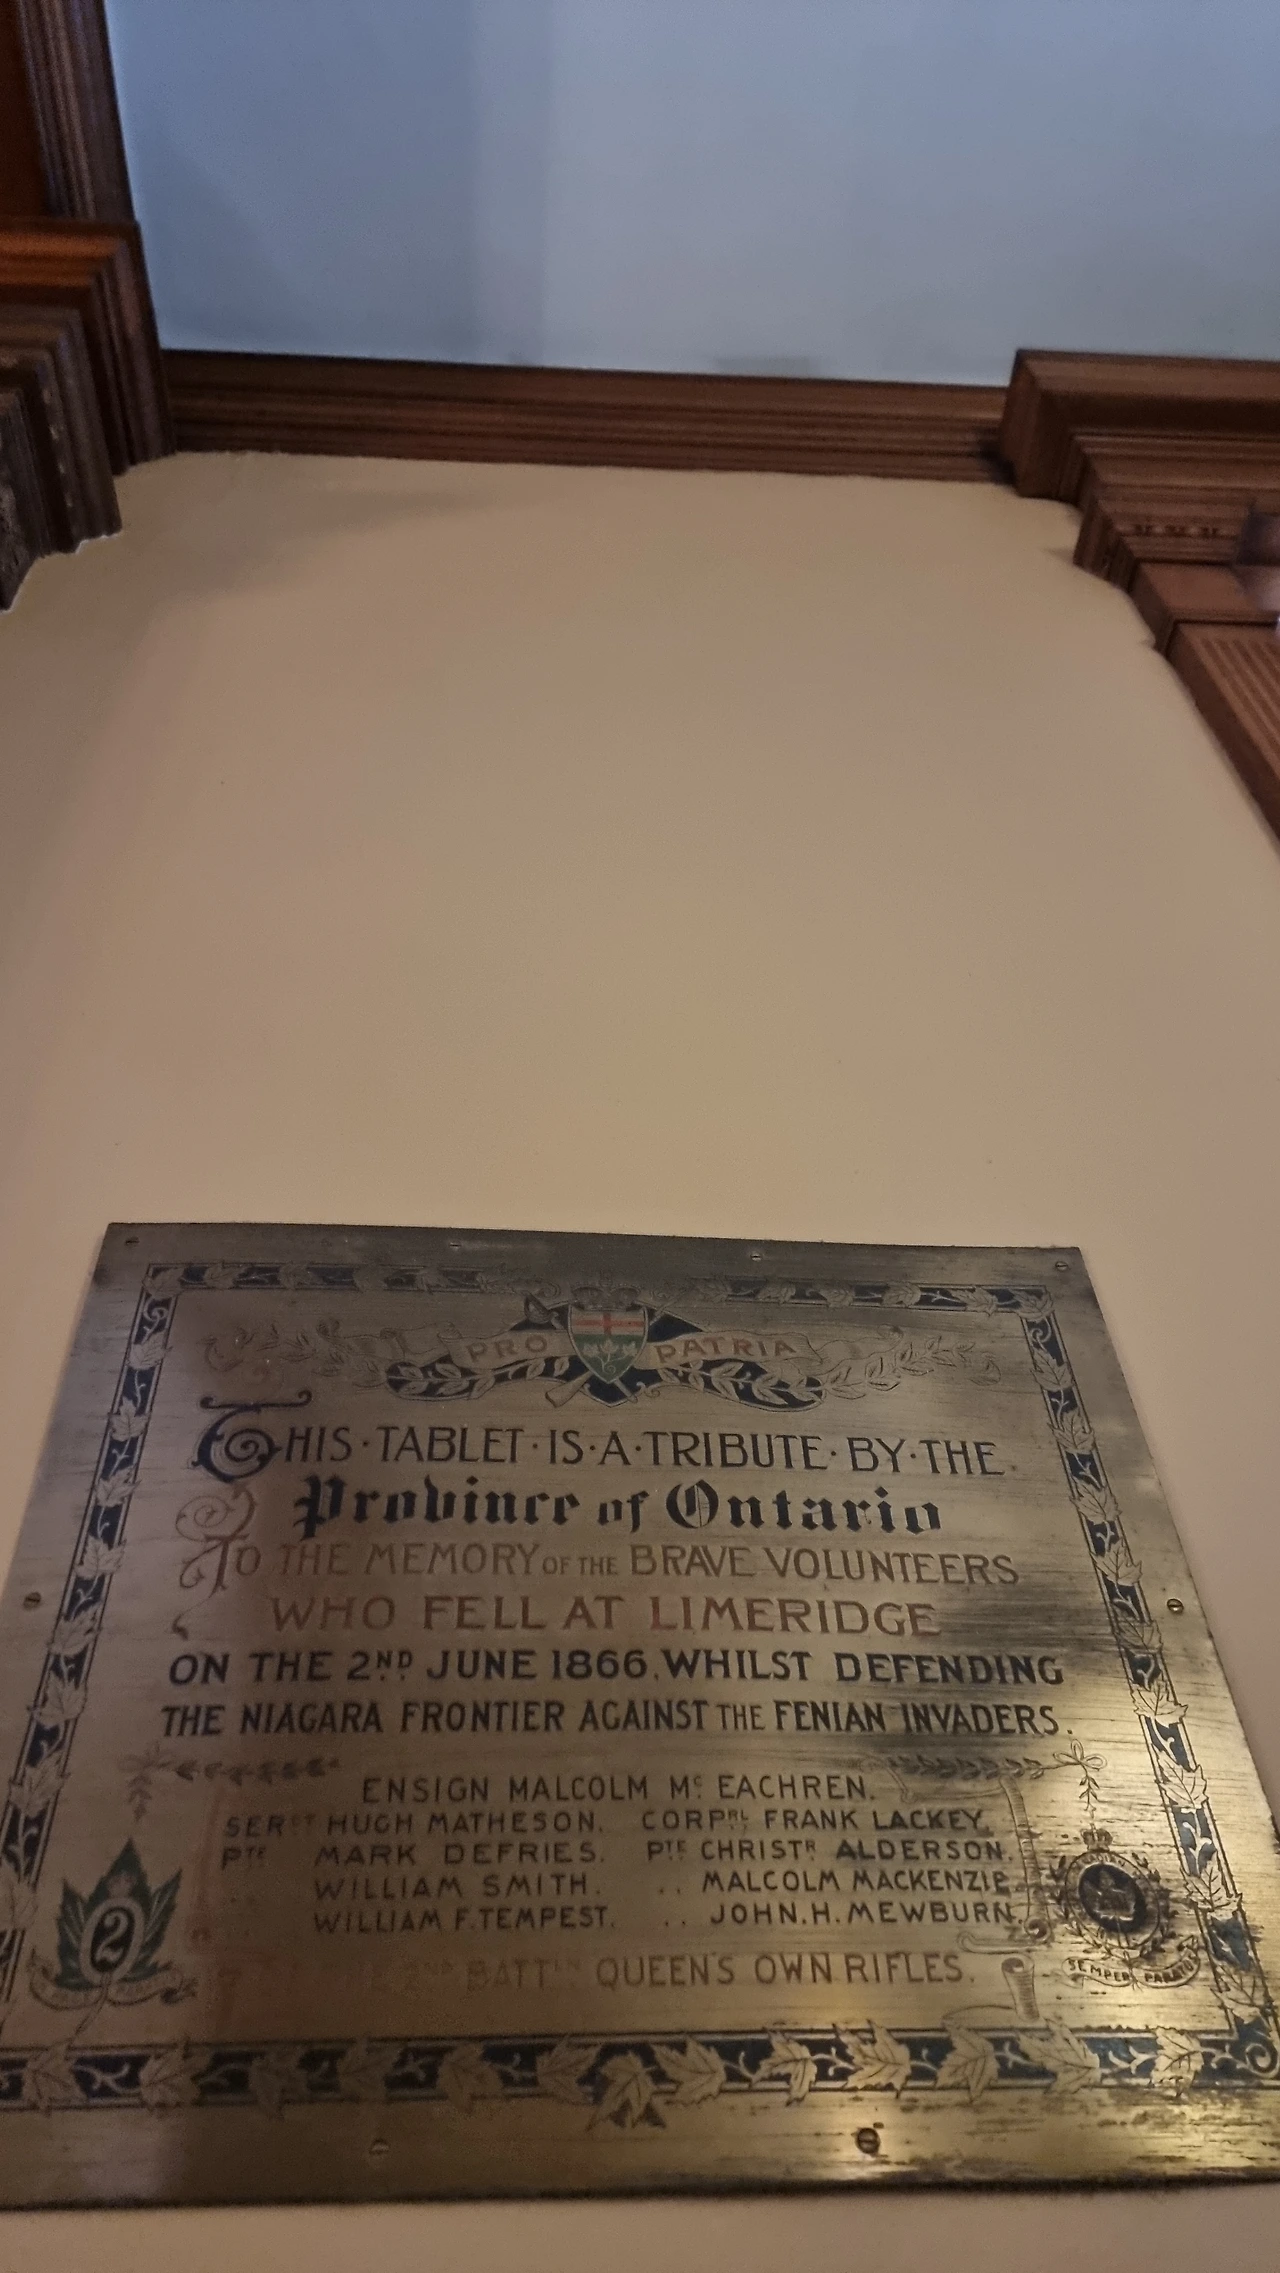 PRO PATRIA
THIS·TABLET·IS·A·TRIBUTE·BY·THE
Province of Ontario
TO THE MEMORY OF THE BRAVE VOLUNTEERS
WHO FELL AT LIMERIDGE
ON THE 2ND JUNE 1866, WHILST DEFENDING
THE NIAGARA FRONTIER AGAINST THE FENIAN INVADERS.
ENSIGN MALCOLM Mc EACHREN.
SERGT HUGH MATHESON. CORPRL FRANK LACKEY.
PTE MARK DEFRIES. PTE CHRISTR ALDERSON.
.. WILLIAM SMITH. .. MALCOLM MACKENZIE.
.. WILLIAM F. TEMPEST. .. JOHN. H. MEWBURN.
2ND BATTLN QUEEN'S OWN RIFLES.
2
SEMPER PARATUS